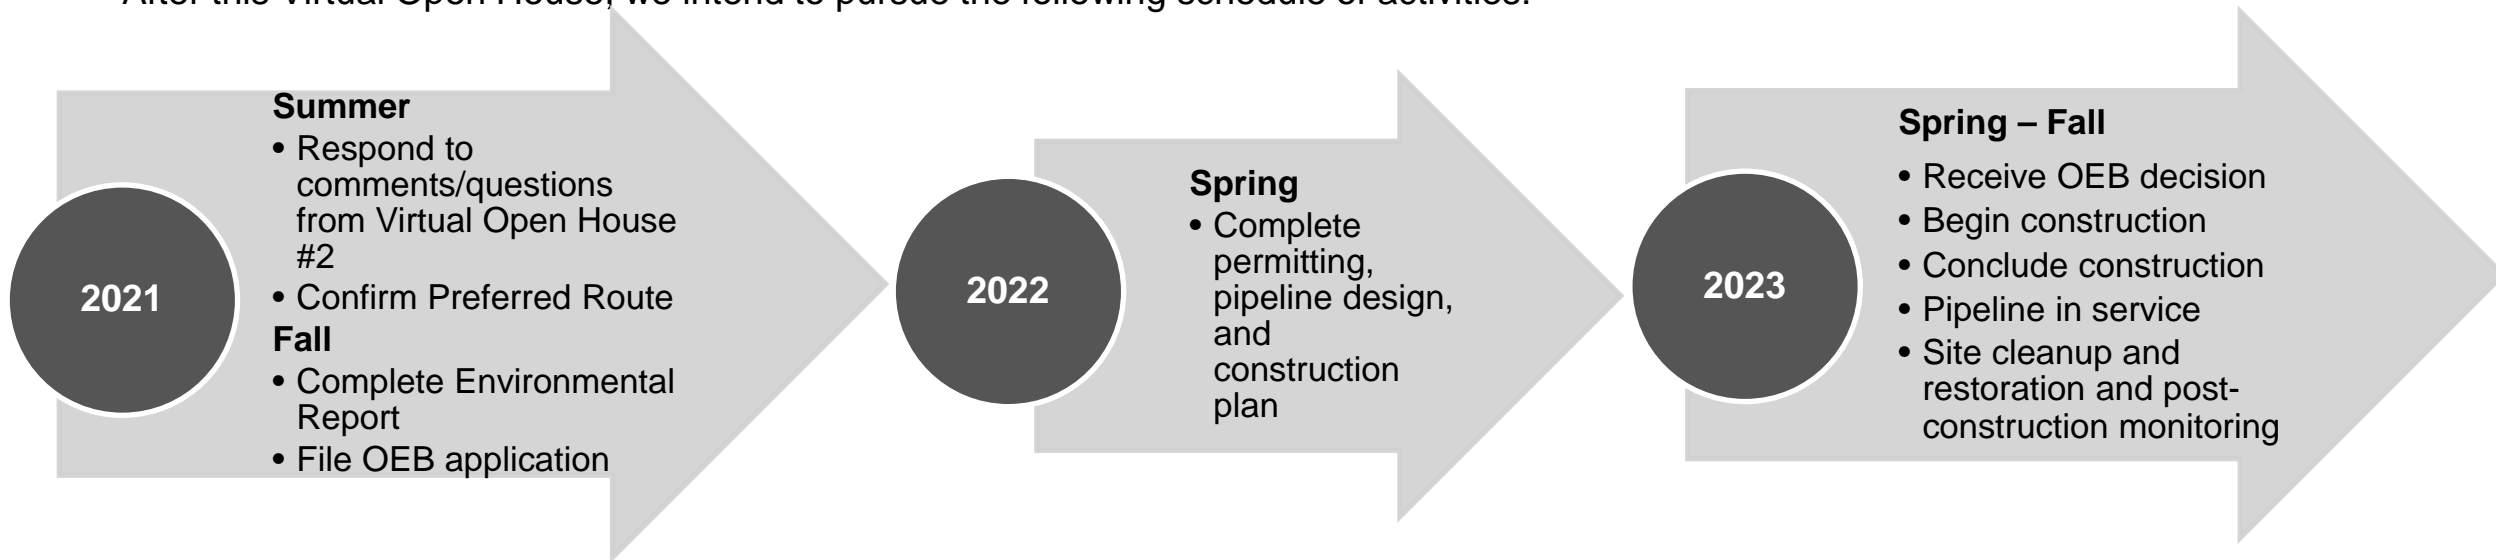 After this Virtual Open House, we intend to pursue the following schedule of activities:
2021
Summer
• Respond to
comments/questions
from Virtual Open House
#2
• Confirm Preferred Route
Fall
• Complete Environmental
Report
• File OEB application
2022
Spring
• Complete
permitting,
pipeline design,
and
construction
plan
2023
Spring – Fall
• Receive OEB decision
• Begin construction
• Conclude construction
• Pipeline in service
• Site cleanup and
restoration and post-
construction monitoring